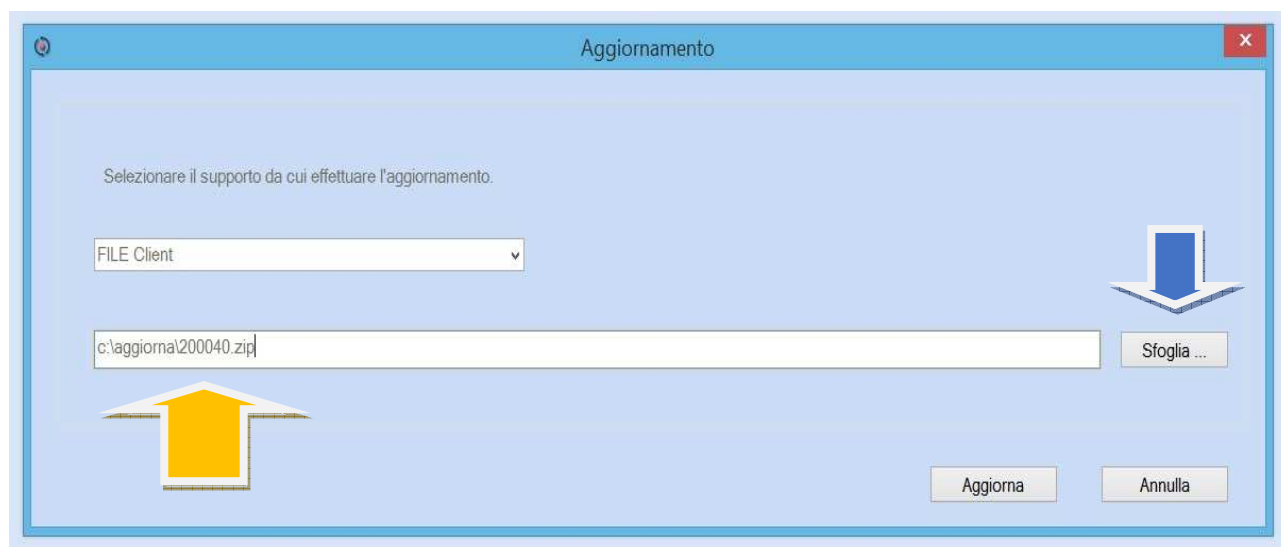 Aggiornamento
x
Selezionare il supporto da cui effettuare l'aggiornamento.
FILE Client
c:\aggiorna\200040.zip
Sfoglia ...
Aggiorna
Annulla